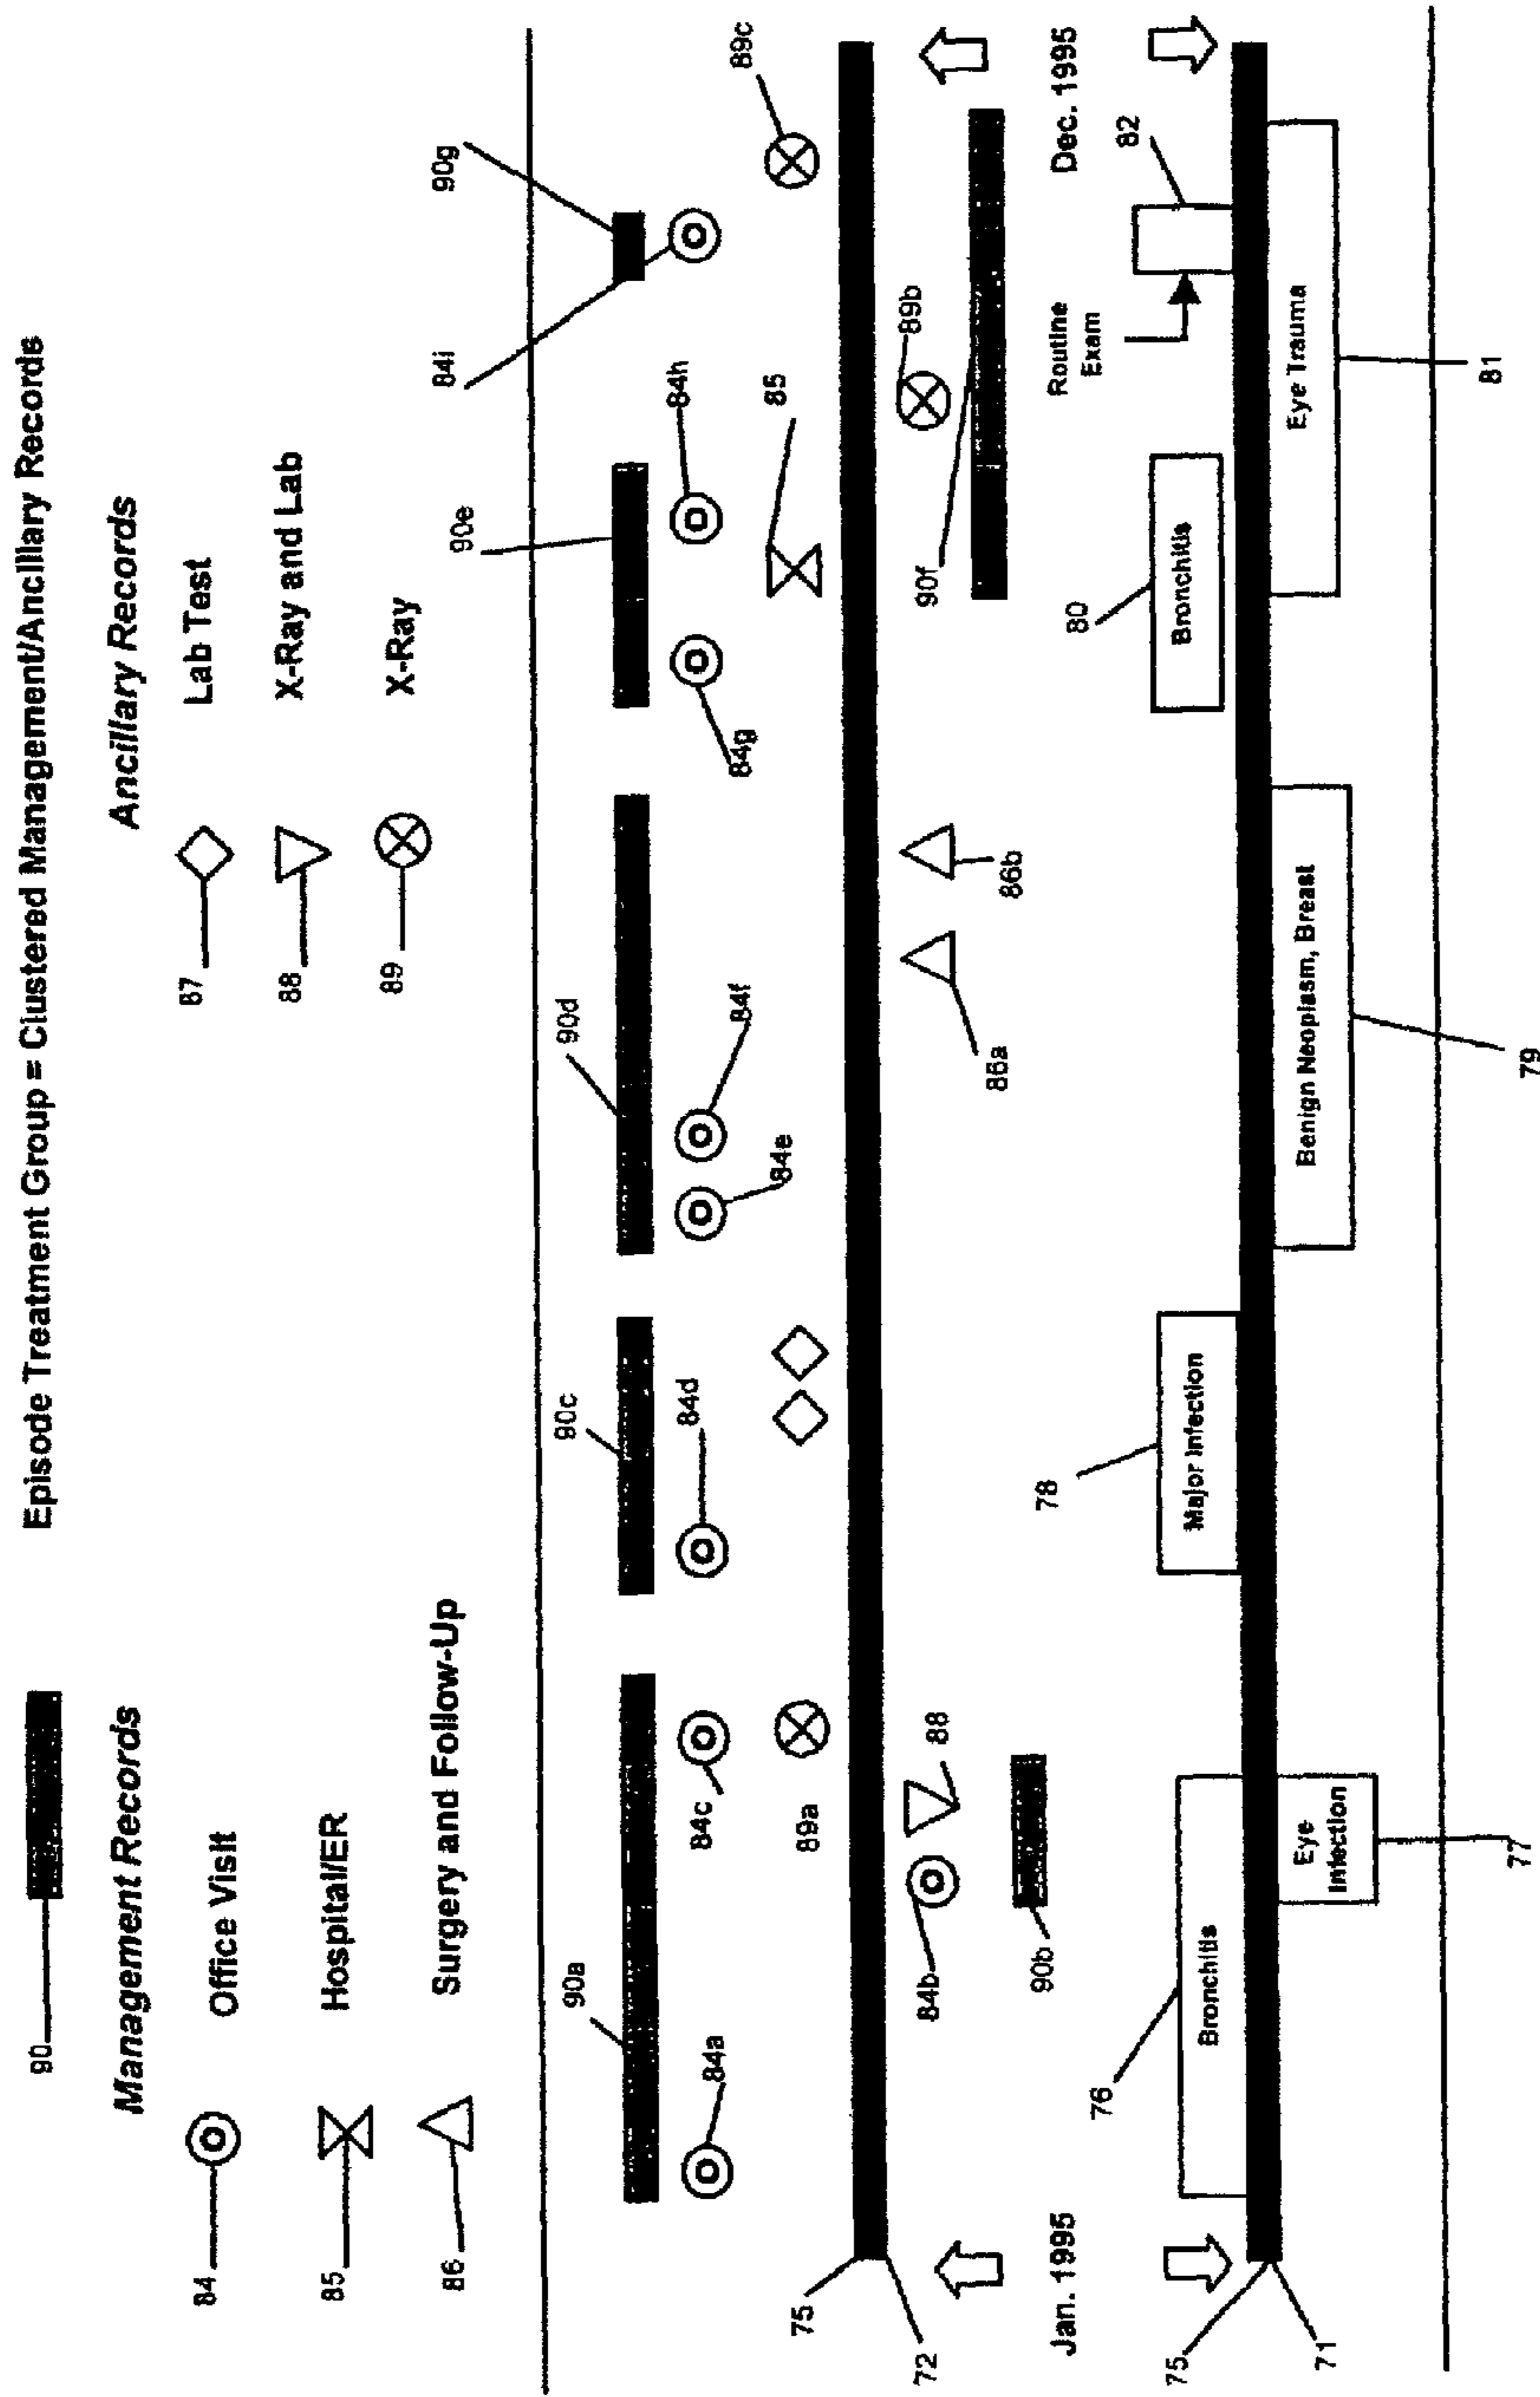 90
Episode Treatment Group = Clustered Management/Ancillary Records
Management Records
Ancillary Records
84
Office Visit
87
Lab Test
85
Hospital/ER
88
X-Ray and Lab
86
Surgery and Follow-Up
89
X-Ray
90a
90c
90d
90e
84i
90g
84a
84c
84d
84e
84f
84g
84h
89a
85
89c
75
72
84b
88
90b
86a
86b
90f
89b
Jan. 1995
Dec. 1995
76
78
80
Routine
Exam
82
Bronchitis
Major Infection
Bronchitis
75
71
Eye
Infection
Benign Neoplasm, Breast
Eye Trauma
77
79
81